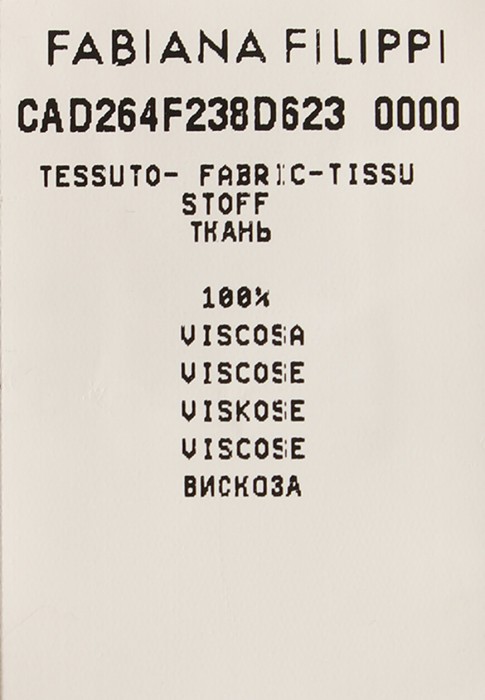 FABIANA FILIPPI
CAD264F238D623 0000
TESSUTO- FABRIC-TISSU
STOFF
ТКАНЬ
100%
VISCOSA
VISCOSE
VISKOSE
VISCOSE
ВИСКОЗА